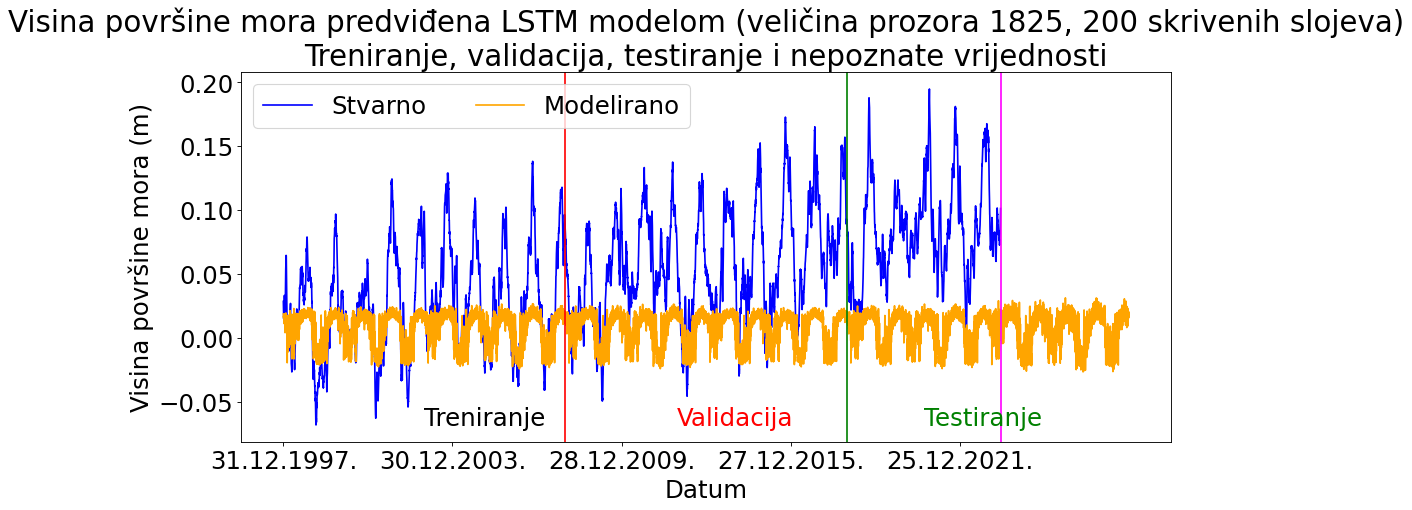 Visina površine mora predviđena LSTM modelom (veličina prozora 1825, 200 skrivenih slojeva)
Treniranje, validacija, testiranje i nepoznate vrijednosti
Stvarno
Modelirano
Visina površine mora (m)
0.20
0.15
0.10
0.05
0.00
−0.05
Treniranje
Validacija
Testiranje
31.12.1997.
30.12.2003.
28.12.2009.
27.12.2015.
25.12.2021.
Datum